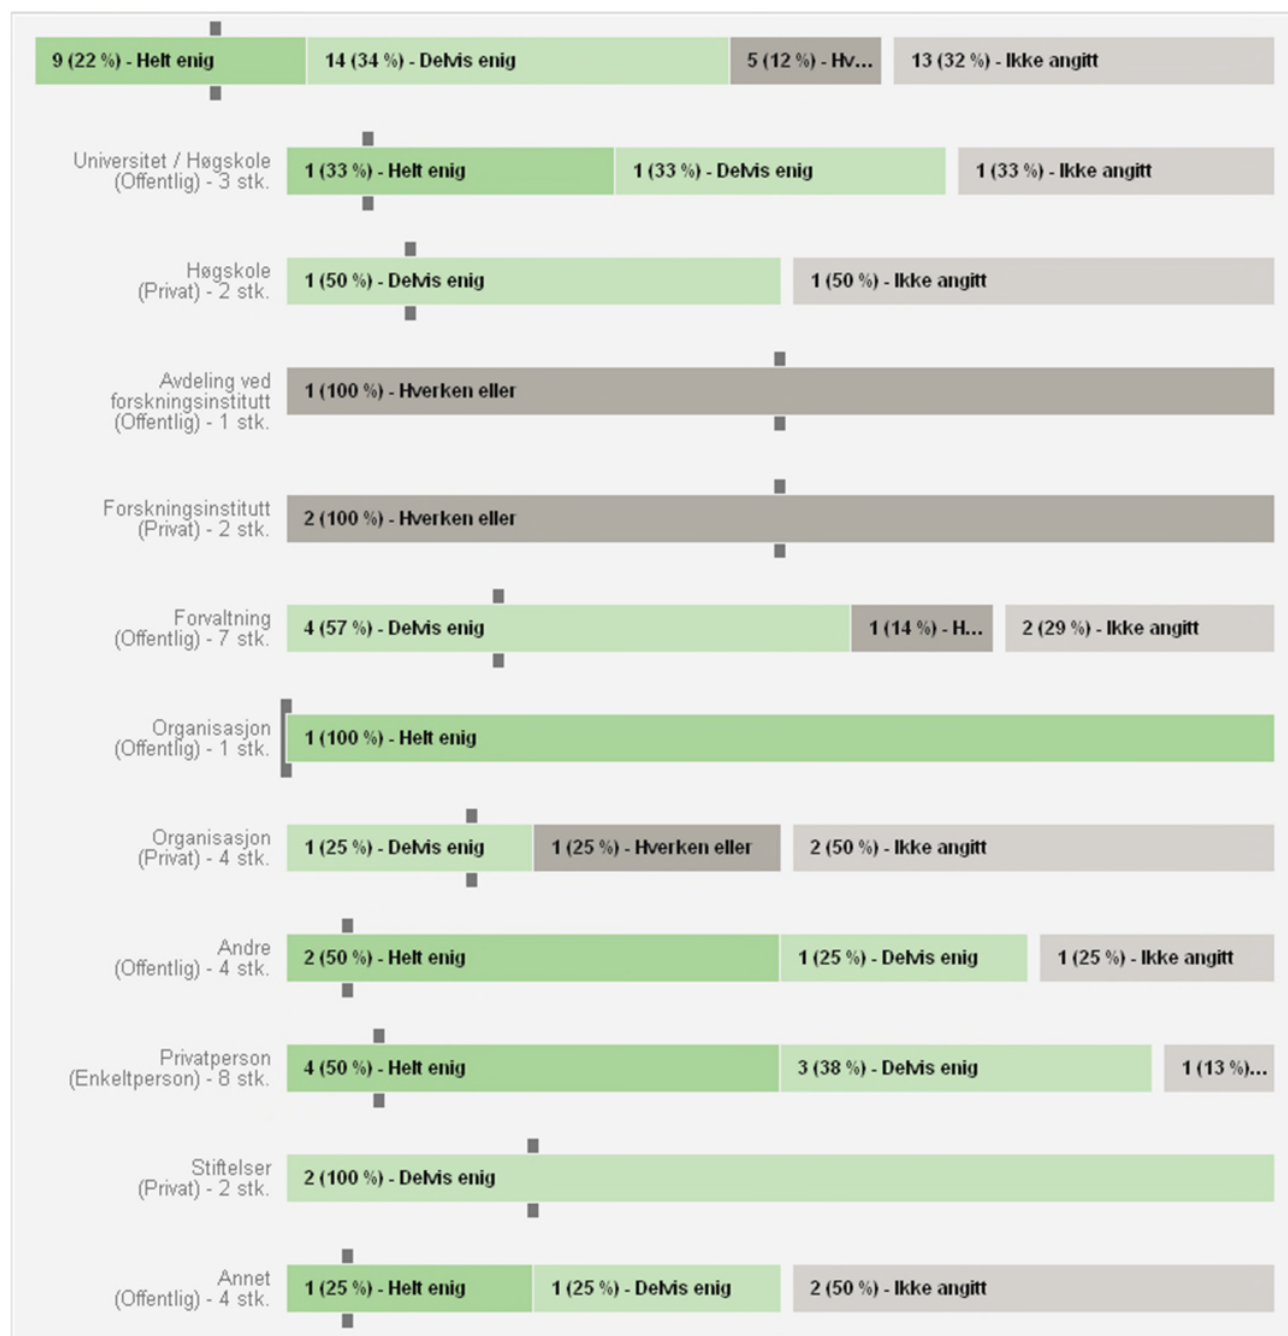 9 (22 %) - Helt enig 14 (34 %) - Delvis enig 5 (12 %) - Hv... 13 (32 %) - Ikke angitt
Universitet / Høgskole
(Offentlig) - 3 stk.
1 (33 %) - Helt enig 1 (33 %) - Delvis enig 1 (33 %) - Ikke angitt
Høgskole
(Privat) - 2 stk.
1 (50 %) - Delvis enig 1 (50 %) - Ikke angitt
Avdeling ved
forskningsinstitutt
(Offentlig) - 1 stk.
1 (100 %) - Hverken eller
Forskningsinstitutt
(Privat) - 2 stk.
2 (100 %) - Hverken eller
Forvaltning
(Offentlig) - 7 stk.
4 (57 %) - Delvis enig 1 (14 %) - H... 2 (29 %) - Ikke angitt
Organisasjon
(Offentlig) - 1 stk.
1 (100 %) - Helt enig
Organisasjon
(Privat) - 4 stk.
1 (25 %) - Delvis enig 1 (25 %) - Hverken eller 2 (50 %) - Ikke angitt
Andre
(Offentlig) - 4 stk.
2 (50 %) - Helt enig 1 (25 %) - Delvis enig 1 (25 %) - Ikke angitt
Privatperson
(Enkeltperson) - 8 stk.
4 (50 %) - Helt enig 3 (38 %) - Delvis enig 1 (13 %)...
Stiftelser
(Privat) - 2 stk.
2 (100 %) - Delvis enig
Annet
(Offentlig) - 4 stk.
1 (25 %) - Helt enig 1 (25 %) - Delvis enig 2 (50 %) - Ikke angitt